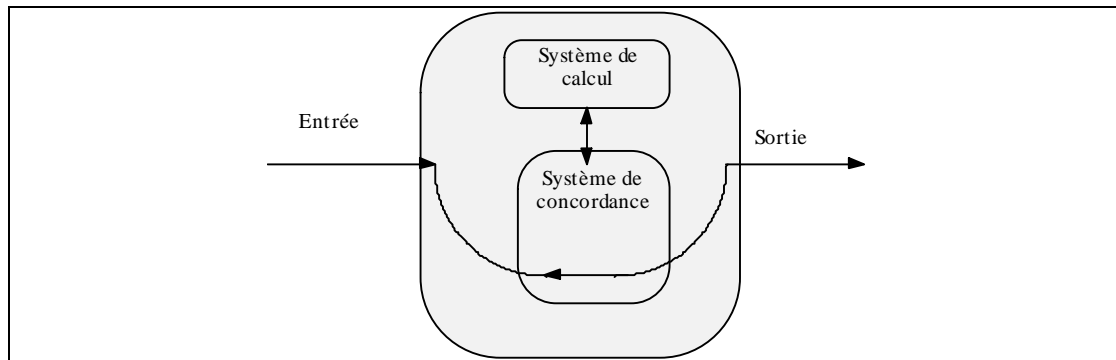 Système de
calcul
Entrée
Sortie
Système de
concordance